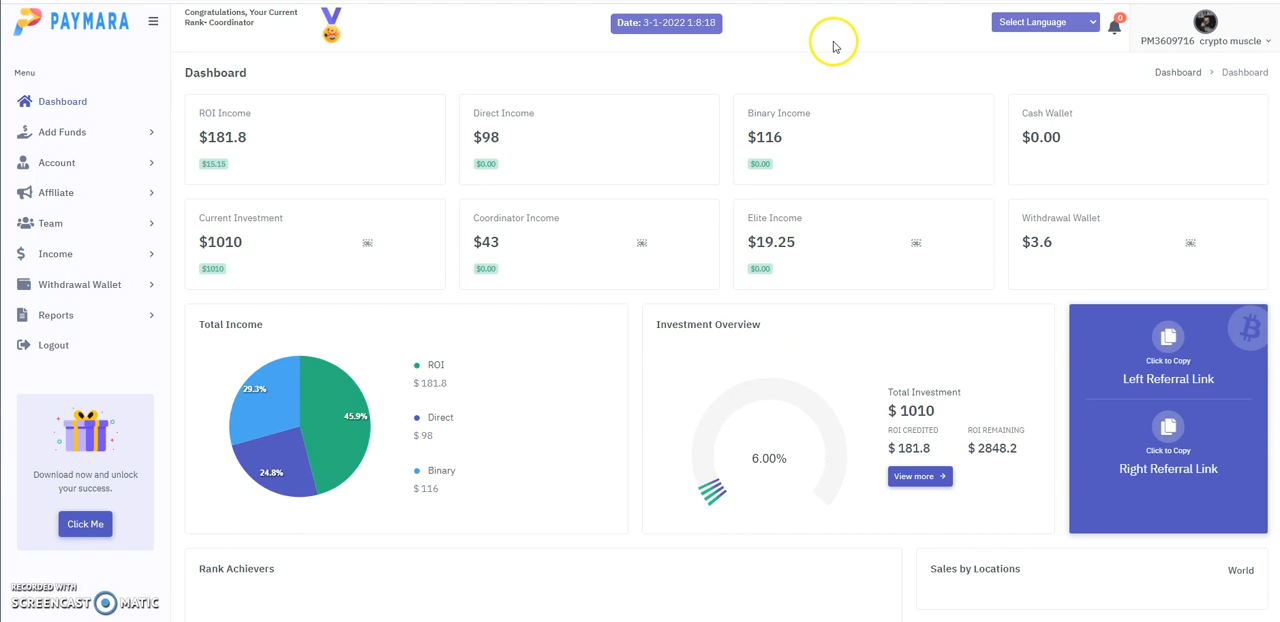 PAYMARA
Congratulations, Your Current
Rank- Coordinator
Date: 3-1-2022 1:8:18
Select Language
0
PM3609716 crypto muscle
Menu
Dashboard
Add Funds
Account
Affiliate
Team
Income
Withdrawal Wallet
Reports
Logout
Download now and unlock
your success.
Click Me
RECORDED WITH
SCREENCAST MATIC
Dashboard
Dashboard > Dashboard
ROI Income
$181.8
$15.15
Direct Income
$98
$0.00
Binary Income
$116
$0.00
Cash Wallet
$0.00
Current Investment
$1010
$1010
Coordinator Income
$43
$0.00
Elite Income
$19.25
$0.00
Withdrawal Wallet
$3.6
Total Income
29.3%
45.9%
24.8%
ROI
$ 181.8
Direct
$ 98
Binary
$ 116
Investment Overview
6.00%
Total Investment
$ 1010
ROI CREDITED
$ 181.8
ROI REMAINING
$ 2848.2
View more
Click to Copy
Left Referral Link
Click to Copy
Right Referral Link
Rank Achievers
Sales by Locations
World